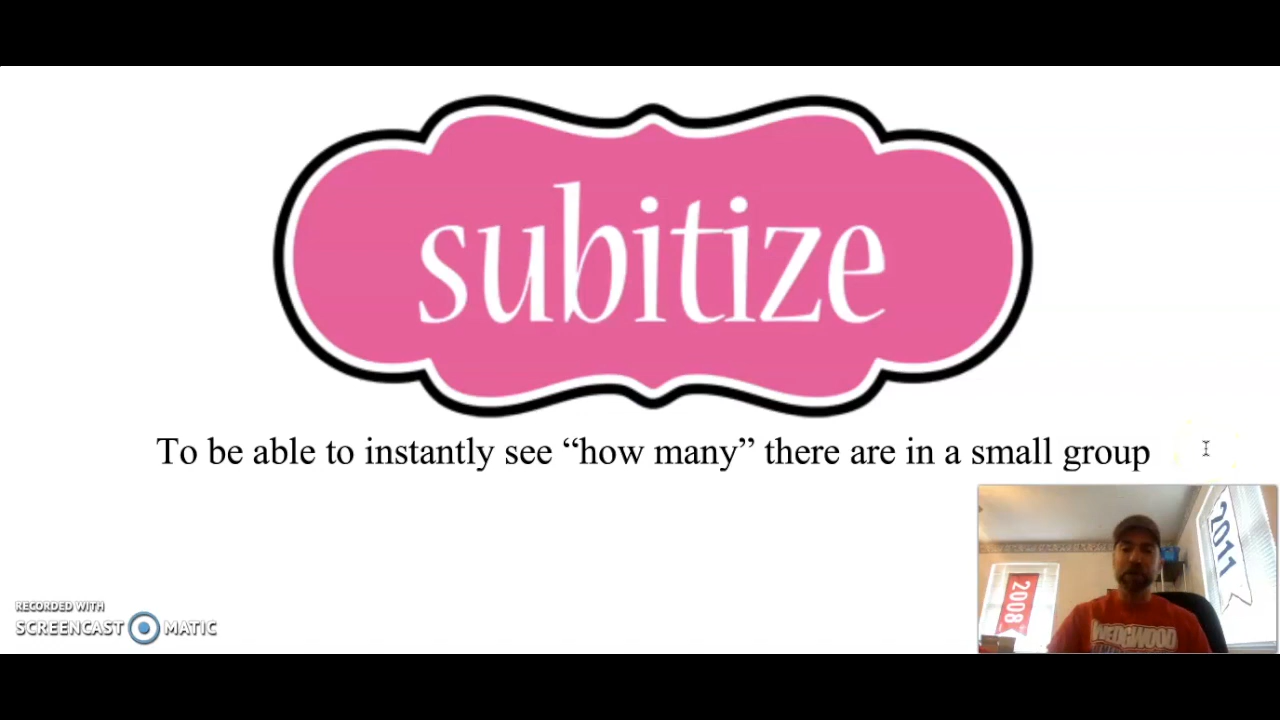 subitize
To be able to instantly see “how many” there are in a small group
2011
2008
WEDGWOOD
RECORDED WITH
SCREENCAST MATIC